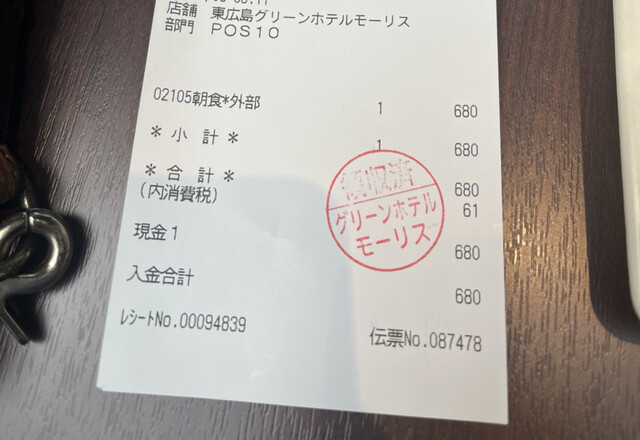 店舗 東広島グリーンホテルモーリス
部門 POS10
02105朝食*外部 1 680
* 小 計 * 1 680
* 合 計 * 680
(内消費税) 61
現金1 680
入金合計 680
レシートNo.00094839 伝票No.087478
領収済
グリーンホテル
モーリス